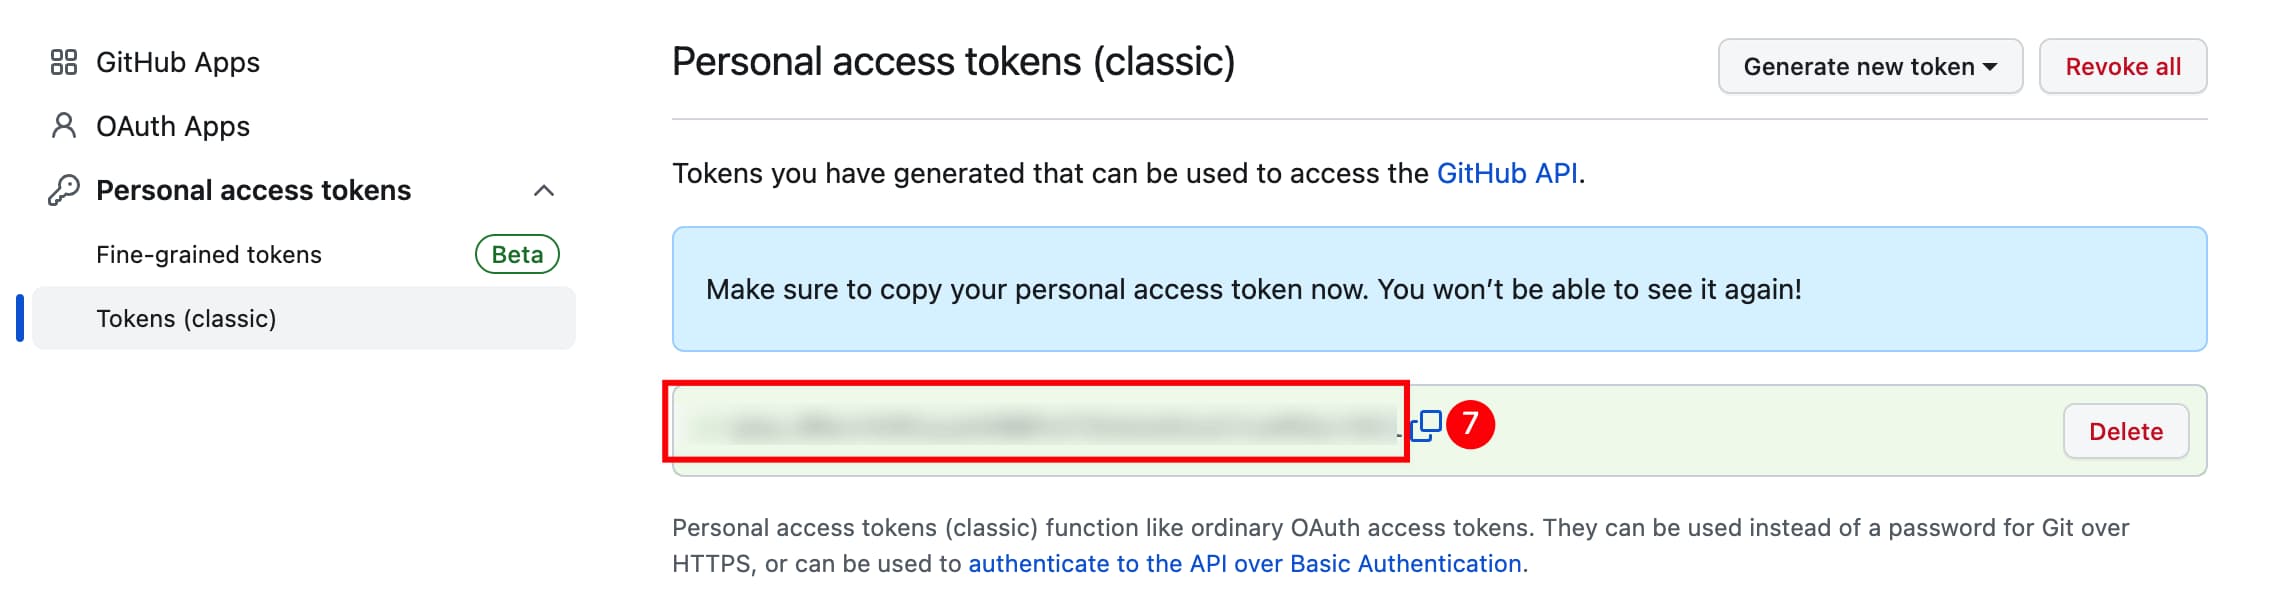 GitHub Apps
OAuth Apps
Personal access tokens
Fine-grained tokens Beta
Tokens (classic)
Personal access tokens (classic)
Generate new token
Revoke all
Tokens you have generated that can be used to access the GitHub API.
Make sure to copy your personal access token now. You won’t be able to see it again!
7
Delete
Personal access tokens (classic) function like ordinary OAuth access tokens. They can be used instead of a password for Git over
HTTPS, or can be used to authenticate to the API over Basic Authentication.